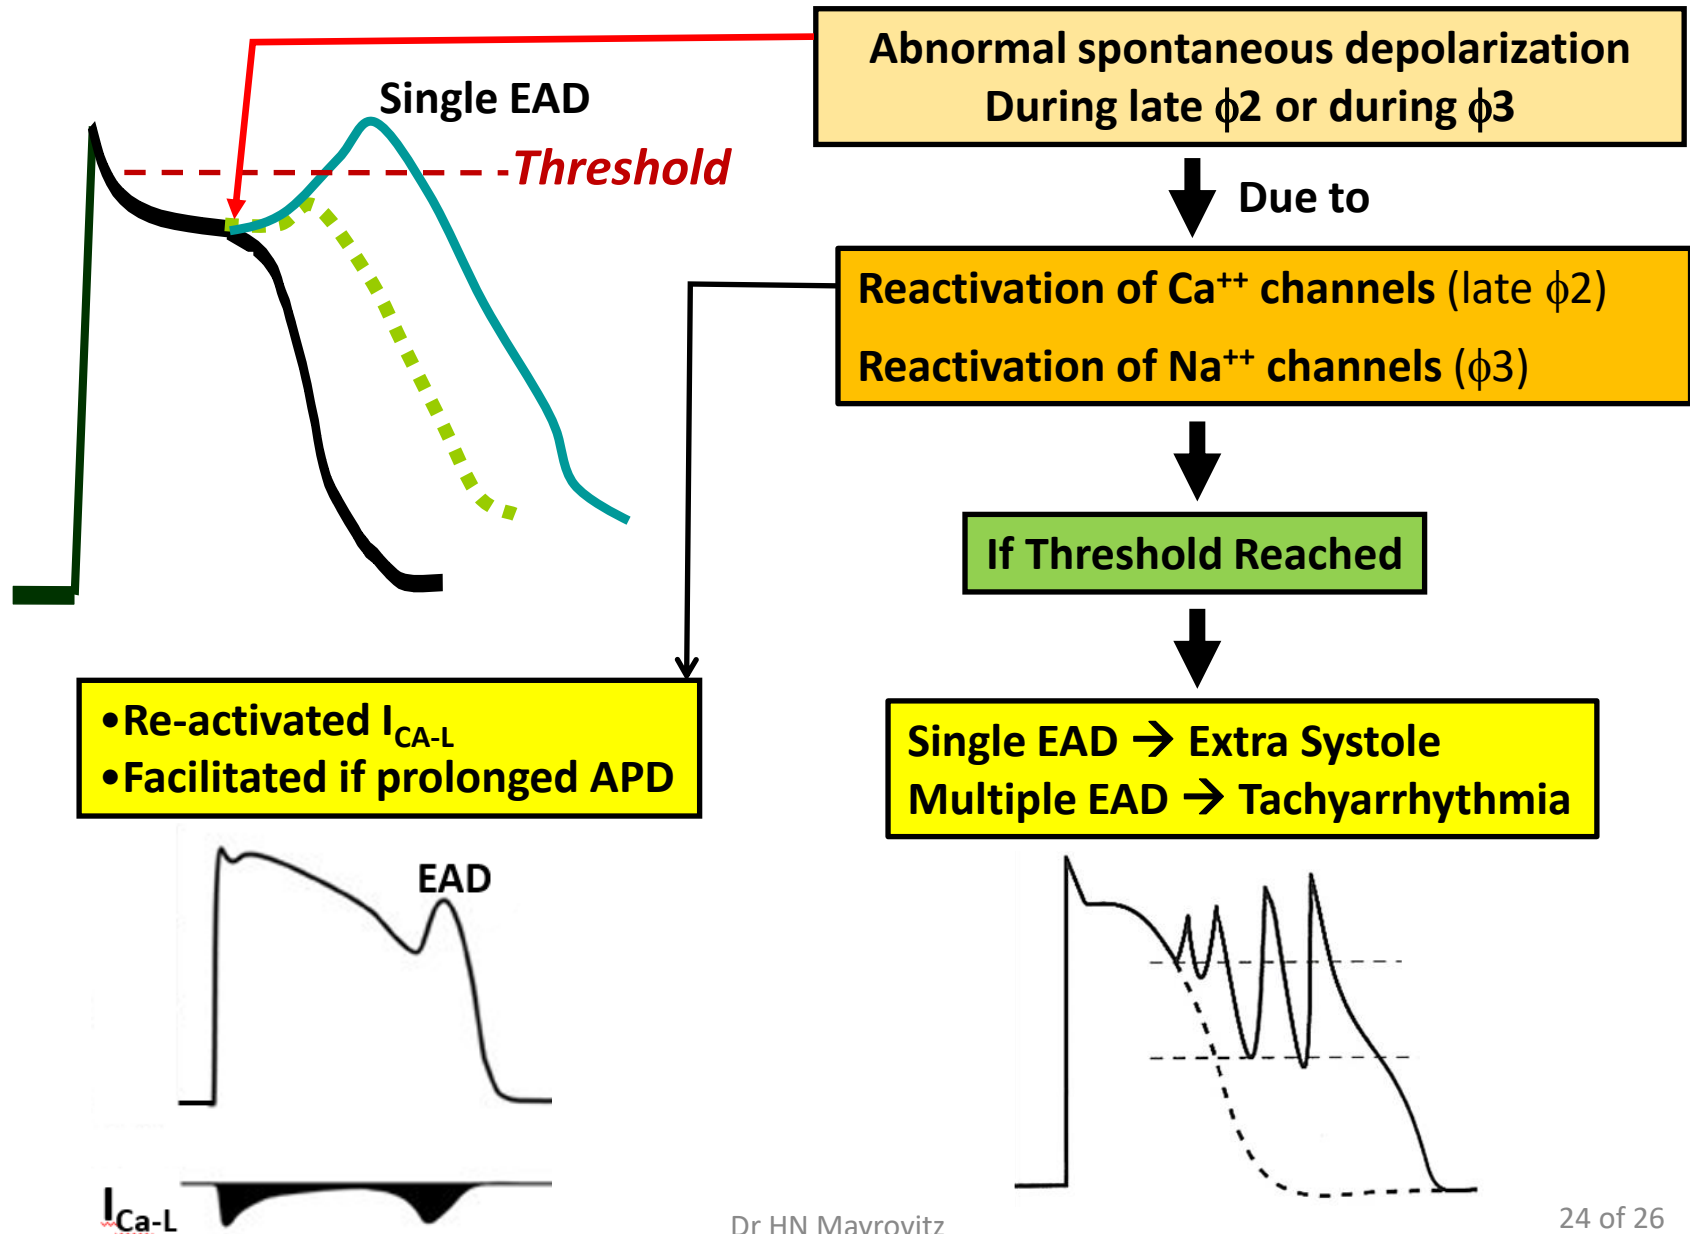 Abnormal spontaneous depolarization
During late ϕ2 or during ϕ3
Single EAD
Threshold
Due to
Reactivation of Ca++ channels (late ϕ2)
Reactivation of Na++ channels (ϕ3)
If Threshold Reached
•Re-activated ICA-L
•Facilitated if prolonged APD
Single EAD → Extra Systole
Multiple EAD → Tachyarrhythmia
EAD
ICa-L
Dr HN Mayrovitz
24 of 26